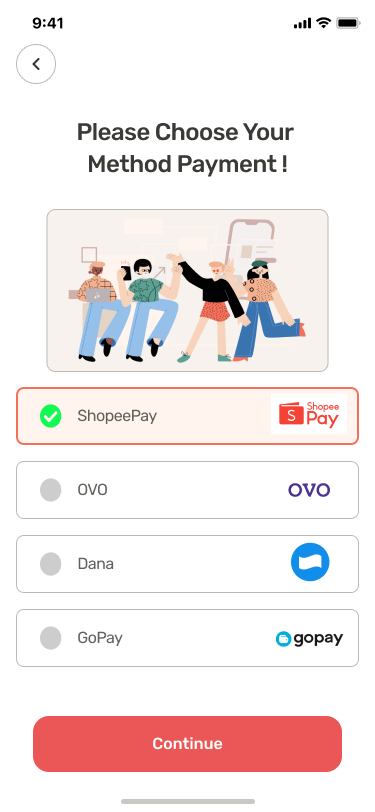 9:41
Please Choose Your
Method Payment !
ShopeePay
S Shopee
Pay
OVO OVO
Dana
GoPay gopay
Continue